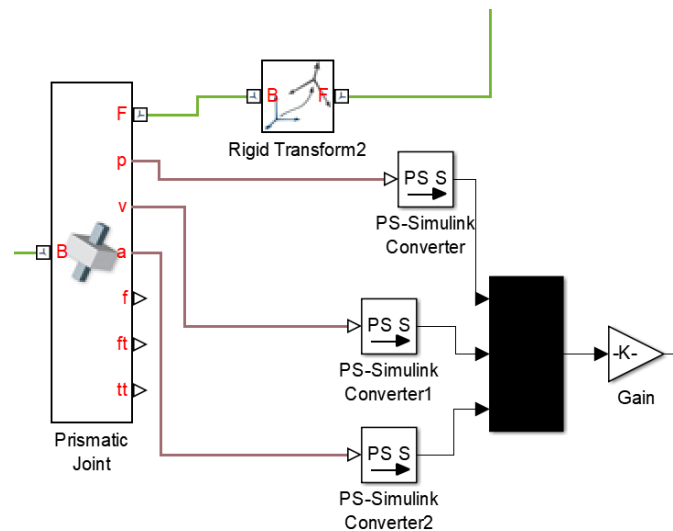 F
B
F
Rigid Transform2
p
PS S
PS-Simulink
Converter
v
B
a
f
PS S
PS-Simulink
Converter1
-K-
Gain
ft
tt
Prismatic
Joint
PS S
PS-Simulink
Converter2